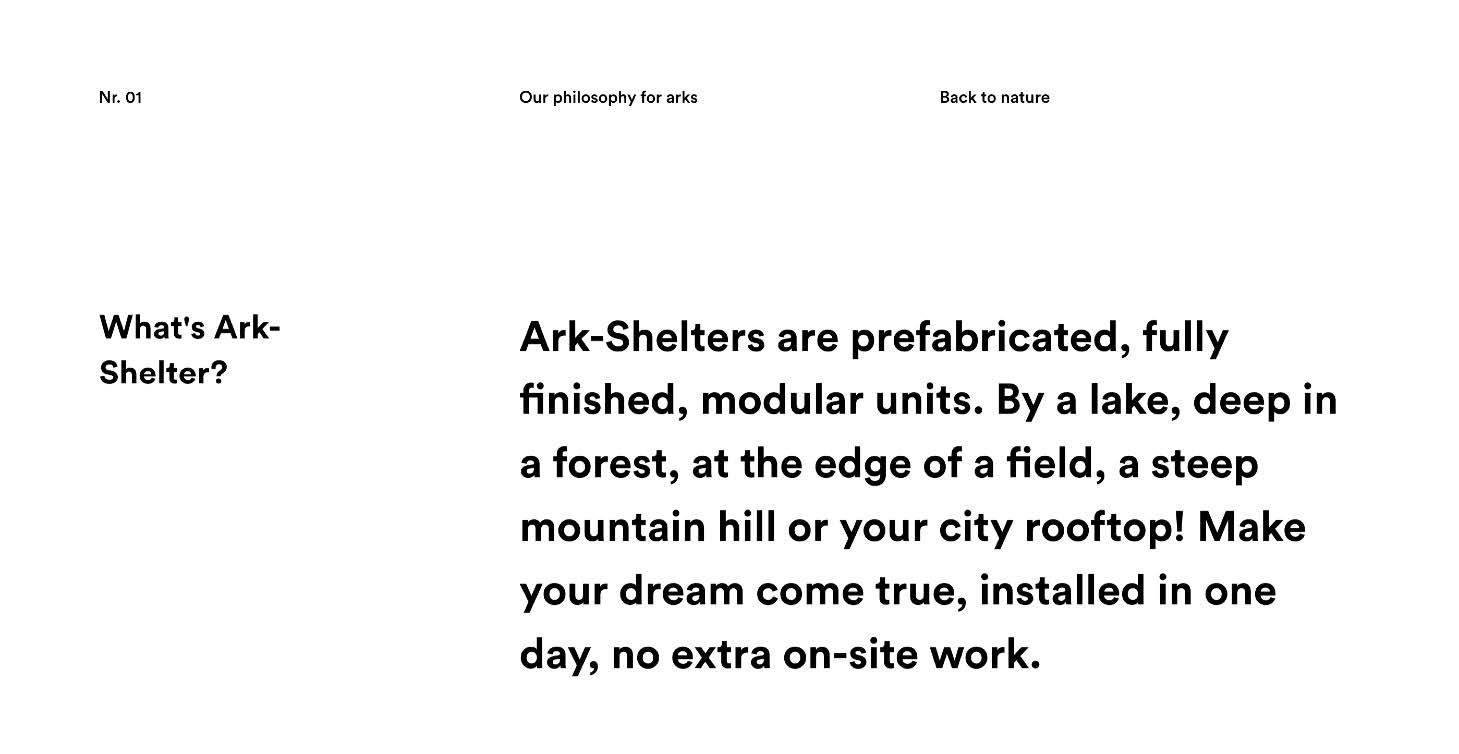 Nr. 01
Our philosophy for arks
Back to nature
What's Ark-
Shelter?
Ark-Shelters are prefabricated, fully
finished, modular units. By a lake, deep in
a forest, at the edge of a field, a steep
mountain hill or your city rooftop! Make
your dream come true, installed in one
day, no extra on-site work.